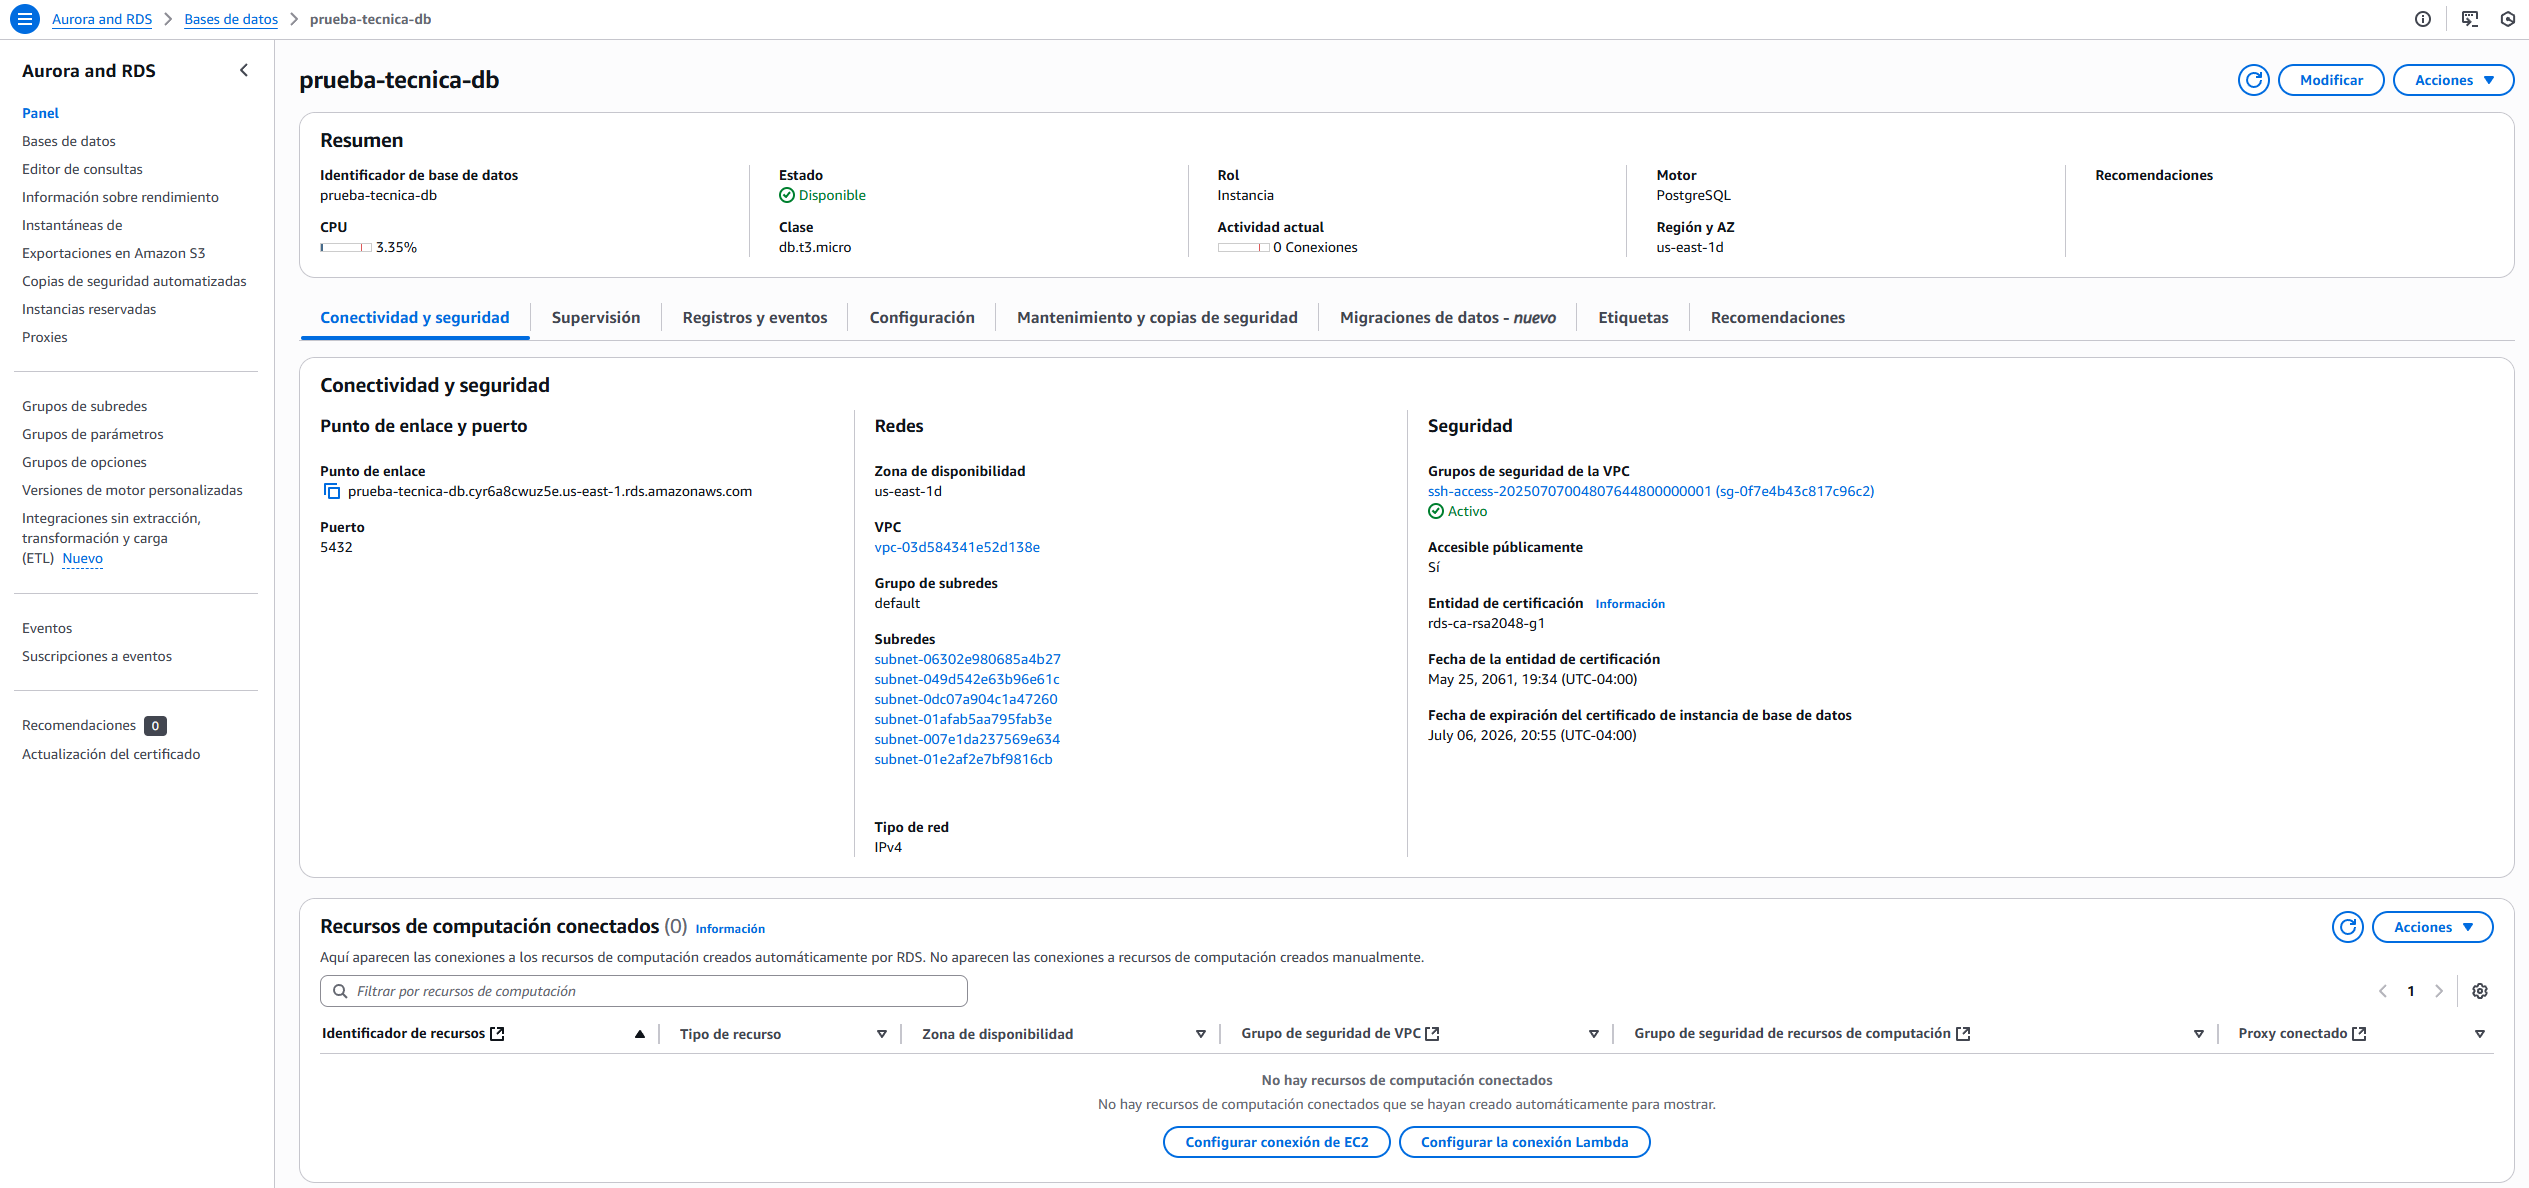 Aurora and RDS > Bases de datos > prueba-tecnica-db
Aurora and RDS
Panel
Bases de datos
Editor de consultas
Información sobre rendimiento
Instantáneas de
Exportaciones en Amazon S3
Copias de seguridad automatizadas
Instancias reservadas
Proxies
Grupos de subredes
Grupos de parámetros
Grupos de opciones
Versiones de motor personalizadas
Integraciones sin extracción,
transformación y carga
(ETL) Nuevo
Eventos
Suscripciones a eventos
Recomendaciones 0
Actualización del certificado
prueba-tecnica-db
Modificar
Acciones
Resumen
Identificador de base de datos
prueba-tecnica-db
CPU
3.35%
Estado
Disponible
Clase
db.t3.micro
Rol
Instancia
Actividad actual
0 Conexiones
Motor
PostgreSQL
Región y AZ
us-east-1d
Recomendaciones
Conectividad y seguridad
Supervisión
Registros y eventos
Configuración
Mantenimiento y copias de seguridad
Migraciones de datos - nuevo
Etiquetas
Recomendaciones
Conectividad y seguridad
Punto de enlace y puerto
Punto de enlace
prueba-tecnica-db.cyr6a8cwuz5e.us-east-1.rds.amazonaws.com
Puerto
5432
Redes
Zona de disponibilidad
us-east-1d
VPC
vpc-03d584341e52d138e
Grupo de subredes
default
Subredes
subnet-06302e980685a4b27
subnet-049d542e63b96e61c
subnet-0dc07a904c1a47260
subnet-01afab5aa795fab3e
subnet-007e1da237569e634
subnet-01e2af2e7bf9816cb
Tipo de red
IPv4
Seguridad
Grupos de seguridad de la VPC
ssh-access-20250707004807644800000001 (sg-0f7e4b43c817c96c2)
Activo
Accesible públicamente
Sí
Entidad de certificación Información
rds-ca-rsa2048-g1
Fecha de la entidad de certificación
May 25, 2061, 19:34 (UTC-04:00)
Fecha de expiración del certificado de instancia de base de datos
July 06, 2026, 20:55 (UTC-04:00)
Recursos de computación conectados (0) Información
Acciones
Aquí aparecen las conexiones a los recursos de computación creados automáticamente por RDS. No aparecen las conexiones a recursos de computación creados manualmente.
Filtrar por recursos de computación
1
Identificador de recursos
Tipo de recurso
Zona de disponibilidad
Grupo de seguridad de VPC
Grupo de seguridad de recursos de computación
Proxy conectado
No hay recursos de computación conectados
No hay recursos de computación conectados que se hayan creado automáticamente para mostrar.
Configurar conexión de EC2
Configurar la conexión Lambda